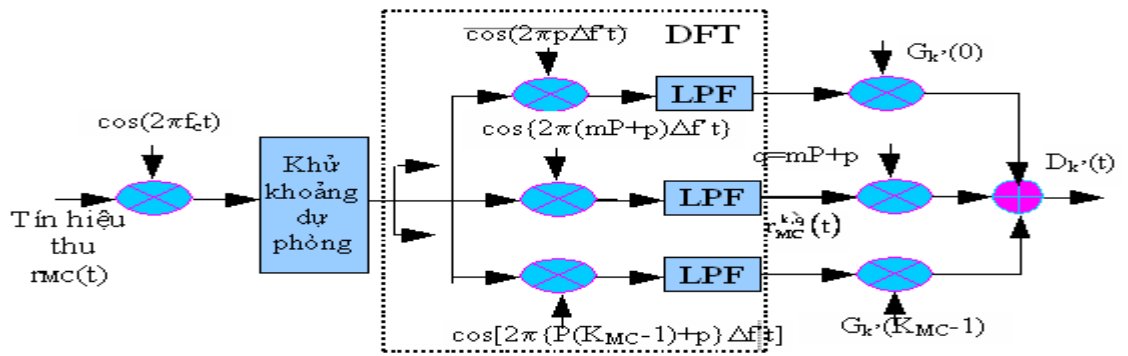 cos(2πpΔf't)
DFT
G_k'(0)
LPF
cos(2πf_ct)
cos{2π(mP+p)Δf't}
q=mP+p
Khử
khoảng
dự
phòng
LPF
D_k'(t)
Tín hiệu
thu
r_MC(t)
(t)
LPF
cos[2π{P(K_MC-1)+p}Δf't]
G_k'(K_MC-1)